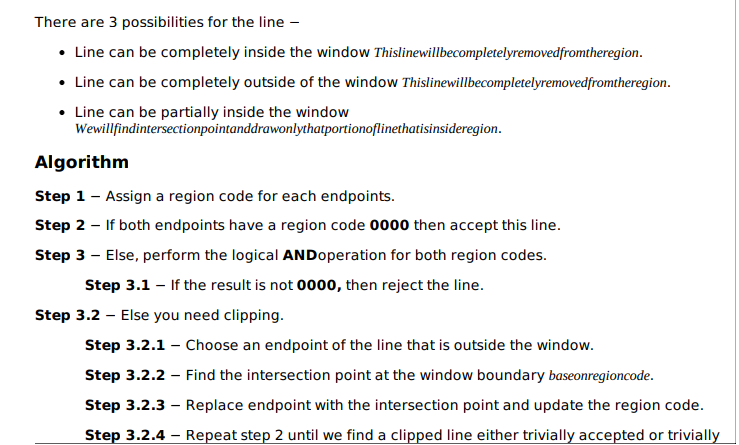 There are 3 possibilities for the line −
• Line can be completely inside the window Thislinewillbecompletelyremovedfromtheregion.
• Line can be completely outside of the window Thislinewillbecompletelyremovedfromtheregion.
• Line can be partially inside the window
Wewillfindintersectionpointanddrawonlythatportionoflinethatisinsideregion.
Algorithm
Step 1 − Assign a region code for each endpoints.
Step 2 − If both endpoints have a region code 0000 then accept this line.
Step 3 − Else, perform the logical ANDoperation for both region codes.
Step 3.1 − If the result is not 0000, then reject the line.
Step 3.2 − Else you need clipping.
Step 3.2.1 − Choose an endpoint of the line that is outside the window.
Step 3.2.2 − Find the intersection point at the window boundary baseonregioncode.
Step 3.2.3 − Replace endpoint with the intersection point and update the region code.
Step 3.2.4 − Repeat step 2 until we find a clipped line either trivially accepted or trivially